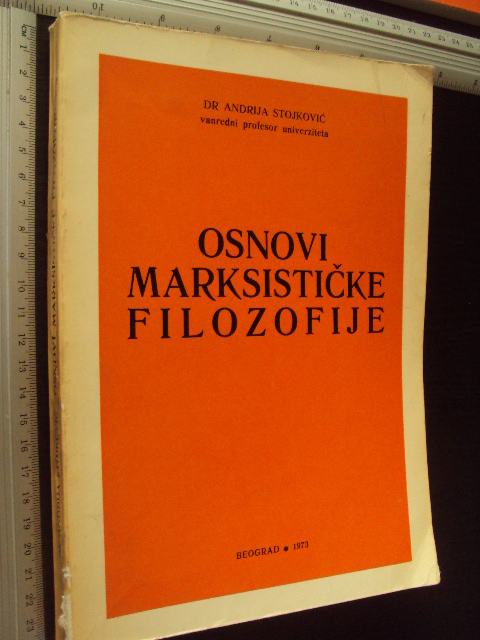 DR ANDRIJA STOJKOVIĆ
vanredni profesor univerziteta
OSNOVI
MARKSISTIČKE
FILOZOFIJE
BEOGRAD • 1973